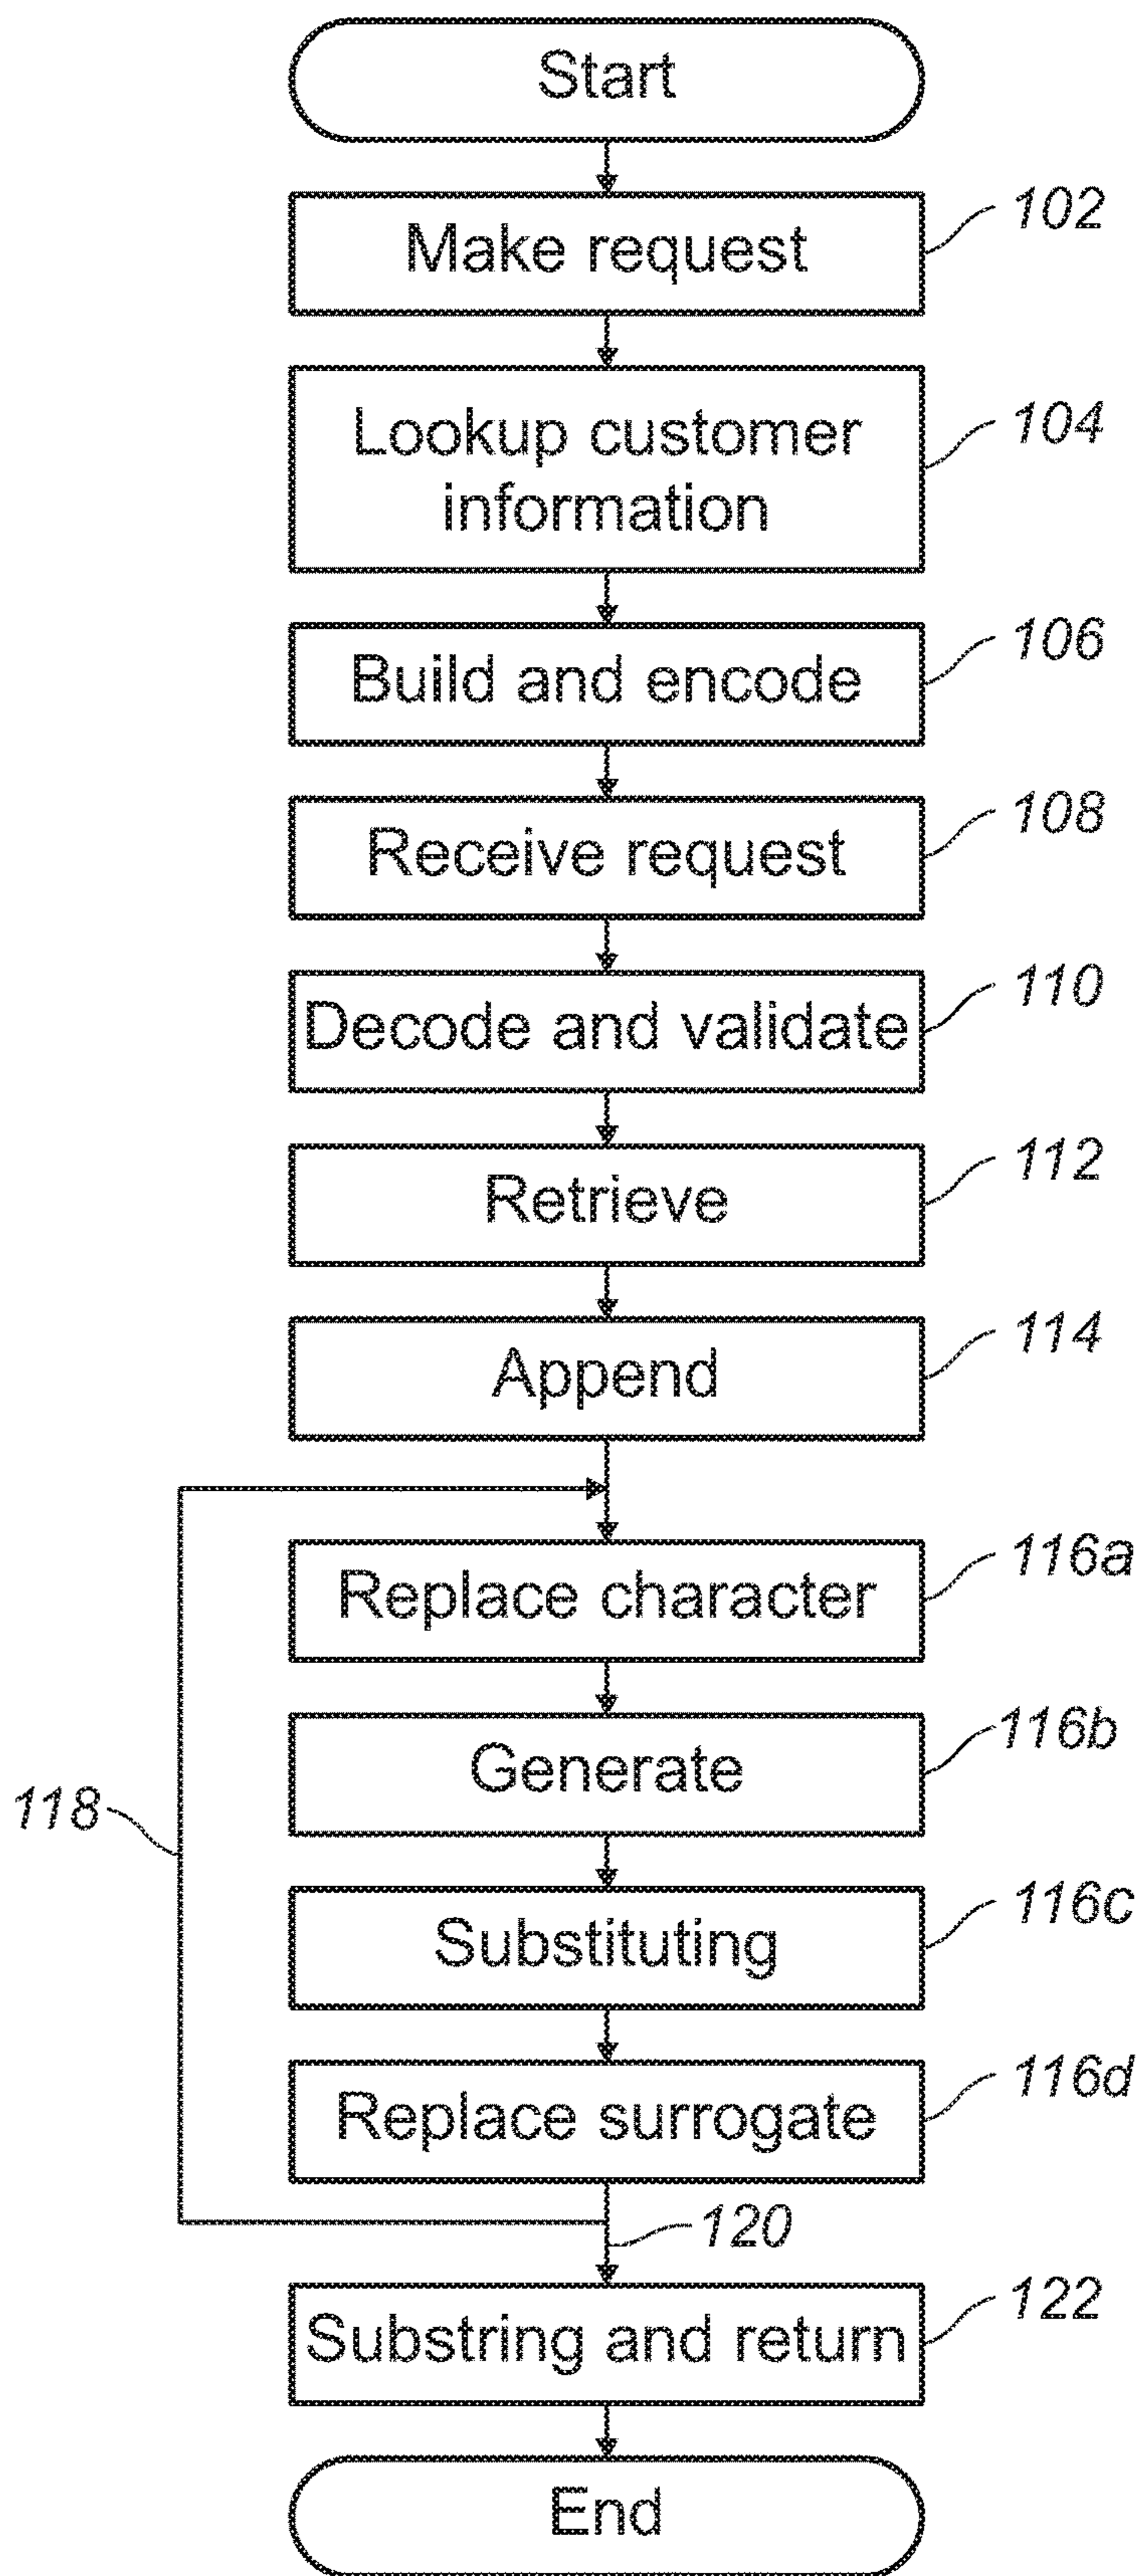 Start
Make request
102
Lookup customer
information
104
Build and encode
106
Receive request
108
Decode and validate
110
Retrieve
112
Append
114
Replace character
116a
Generate
116b
118
Substituting
116c
Replace surrogate
116d
120
Substring and return
122
End